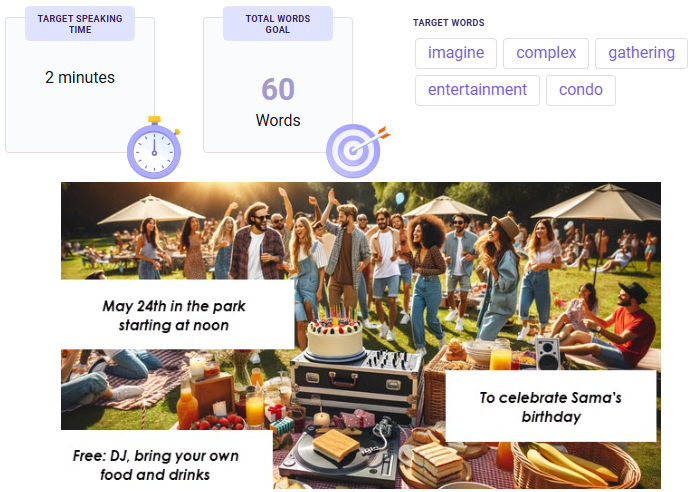 TARGET SPEAKING
TIME
2 minutes
TOTAL WORDS
GOAL
60
Words
TARGET WORDS
imagine
complex
gathering
entertainment
condo
May 24th in the park
starting at noon
To celebrate Sama's
birthday
Free: DJ, bring your own
food and drinks